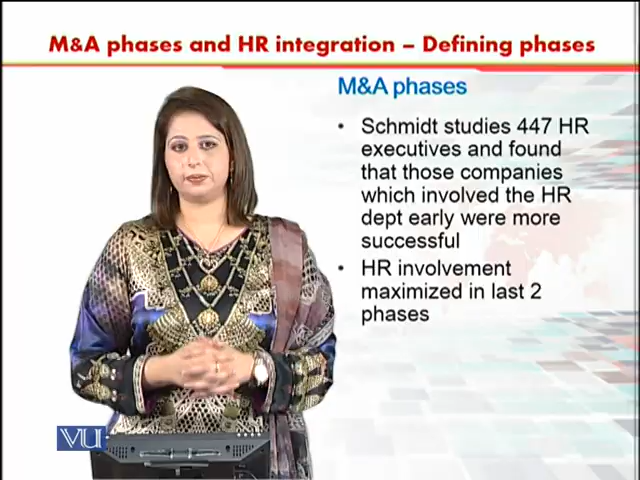 M&A phases and HR integration – Defining phases
M&A phases
• Schmidt studies 447 HR
executives and found
that those companies
which involved the HR
dept early were more
successful
• HR involvement
maximized in last 2
phases
VU